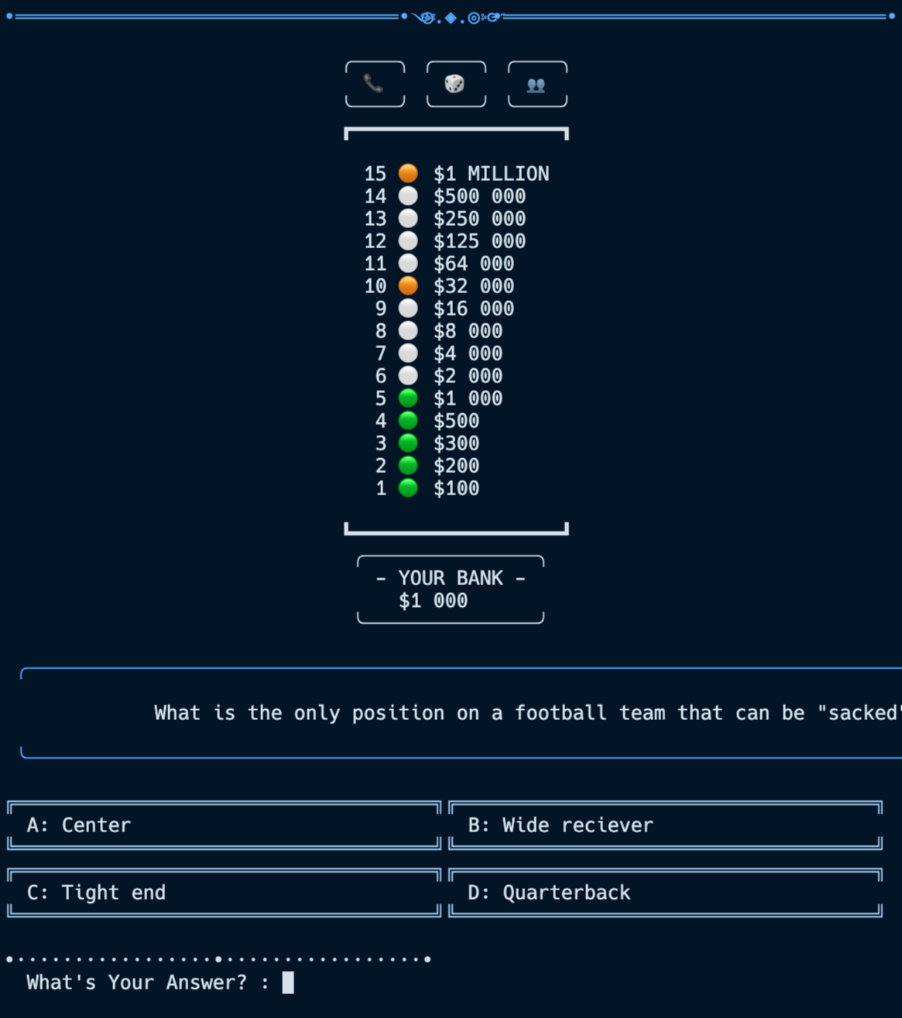 15 $1 MILLION
14 $500 000
13 $250 000
12 $125 000
11 $64 000
10 $32 000
9 $16 000
8 $8 000
7 $4 000
6 $2 000
5 $1 000
4 $500
3 $300
2 $200
1 $100
- YOUR BANK -
$1 000
What is the only position on a football team that can be "sacked"
A: Center
B: Wide reciever
C: Tight end
D: Quarterback
What's Your Answer? :